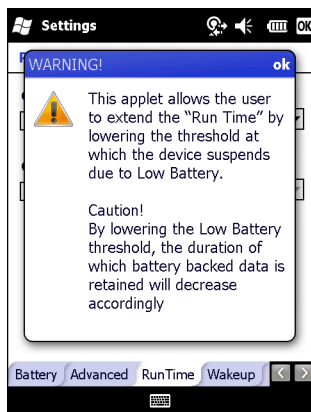 Settings
OK
WARNING!
ok
This applet allows the user
to extend the “Run Time” by
lowering the threshold at
which the device suspends
due to Low Battery.
Caution!
By lowering the Low Battery
threshold, the duration of
which battery backed data is
retained will decrease
accordingly
Battery
Advanced
RunTime
Wakeup